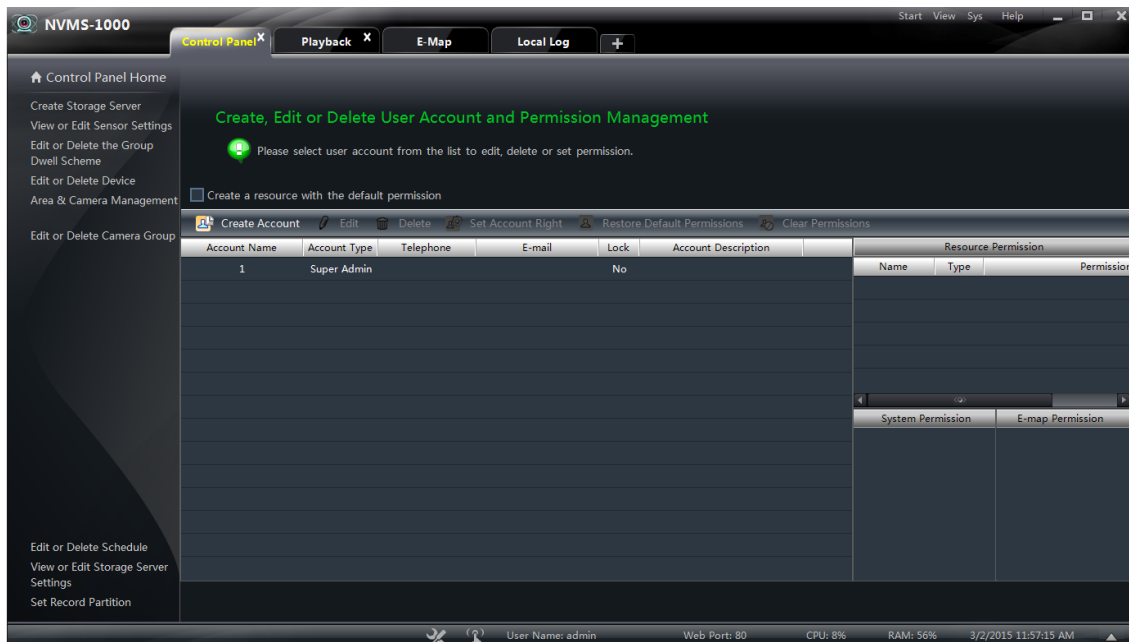 NVMS-1000
Start View Sys Help
Control Panel X
Playback X
E-Map
Local Log
Control Panel Home
Create Storage Server
View or Edit Sensor Settings
Edit or Delete the Group
Dwell Scheme
Edit or Delete Device
Area & Camera Management
Edit or Delete Camera Group
Edit or Delete Schedule
View or Edit Storage Server
Settings
Set Record Partition
Create, Edit or Delete User Account and Permission Management
Please select user account from the list to edit, delete or set permission.
Create a resource with the default permission
Create Account Edit Delete Set Account Right Restore Default Permissions Clear Permissions
Account Name Account Type Telephone E-mail Lock Account Description
1 Super Admin No
Resource Permission
Name Type Permission
System Permission E-map Permission
User Name: admin Web Port: 80 CPU: 8% RAM: 56% 3/2/2015 11:57:15 AM